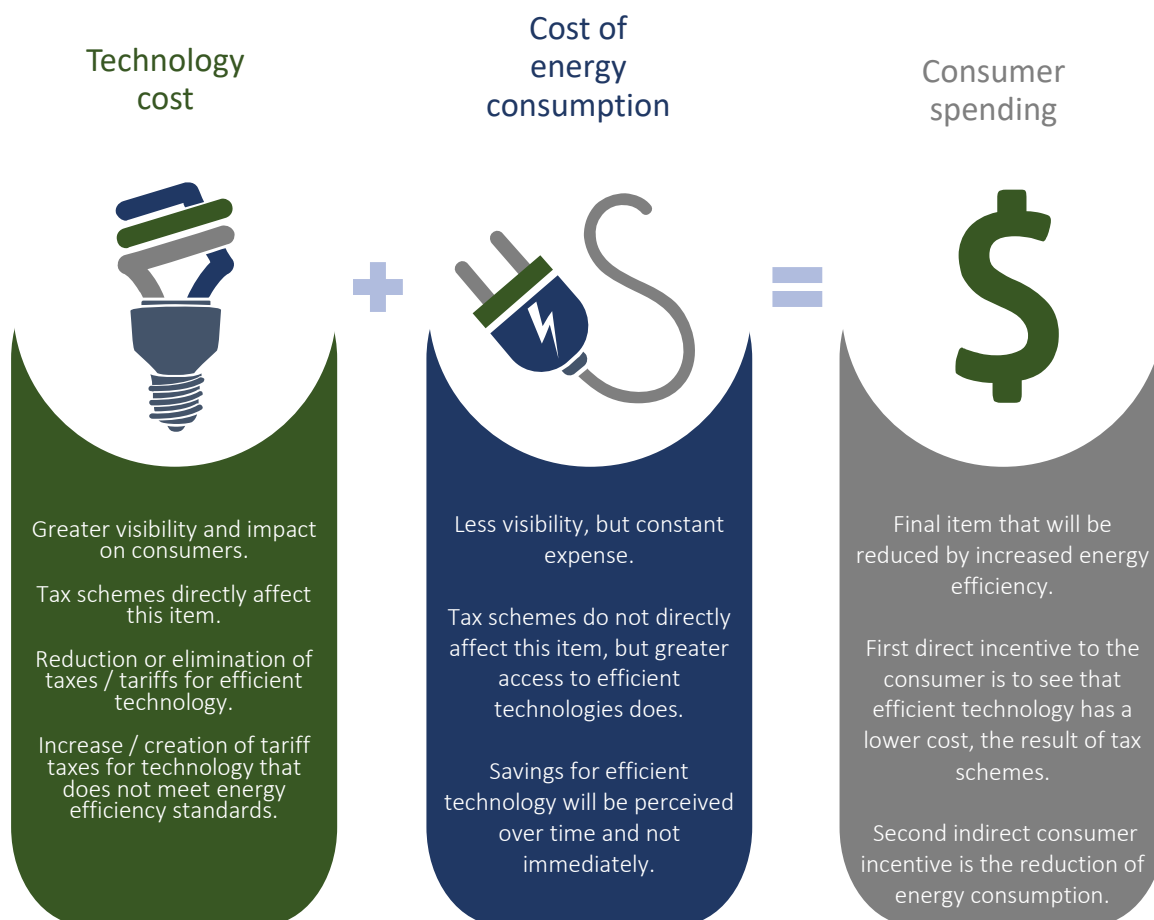 Technology
cost
Cost of
energy
consumption
Consumer
spending
Greater visibility and impact
on consumers.
Tax schemes directly affect
this item.
Reduction or elimination of
taxes / tariffs for efficient
technology.
Increase / creation of tariff
taxes for technology that
does not meet energy
efficiency standards.
Less visibility, but constant
expense.
Tax schemes do not directly
affect this item, but greater
access to efficient
technologies does.
Savings for efficient
technology will be perceived
over time and not
immediately.
Final item that will be
reduced by increased energy
efficiency.
First direct incentive to the
consumer is to see that
efficient technology has a
lower cost, the result of tax
schemes.
Second indirect consumer
incentive is the reduction of
energy consumption.